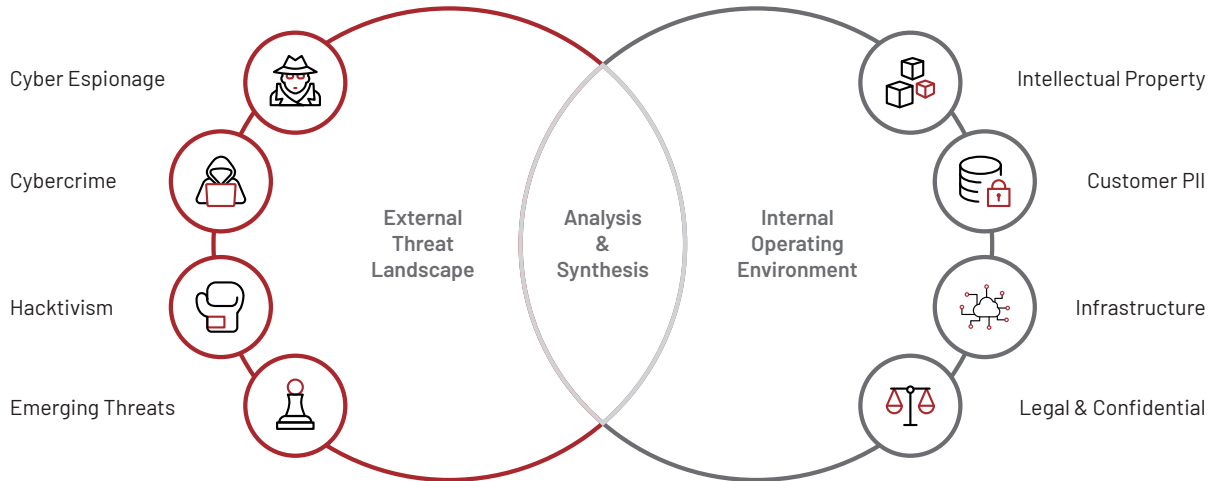 Cyber Espionage
Cybercrime
Hacktivism
Emerging Threats
External
Threat
Landscape
Analysis
&
Synthesis
Internal
Operating
Environment
Intellectual Property
Customer PII
Infrastructure
Legal & Confidential